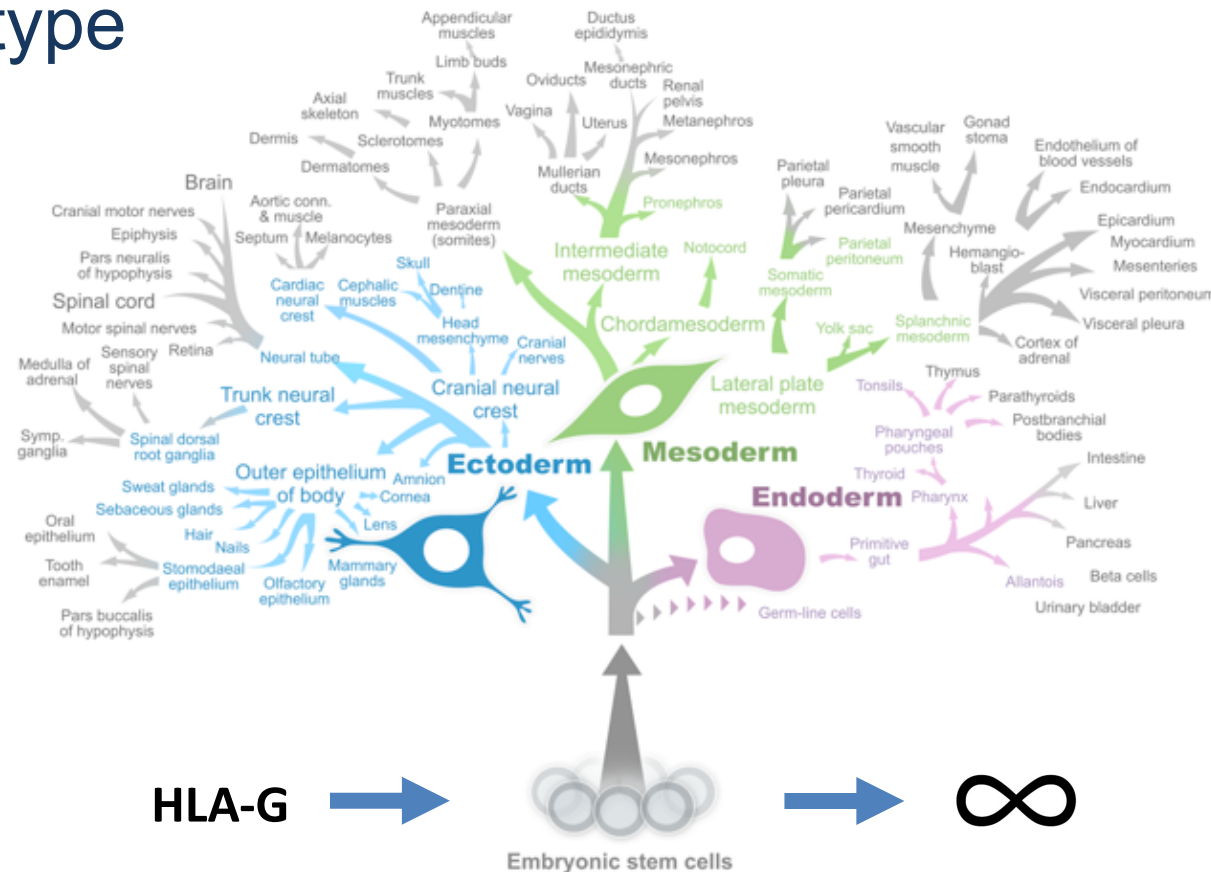 type
Appendicular
muscles
Limb buds
Trunk
muscles
Axial
skeleton
Myotomes
Dermis
Sclerotomes
Dermatomes
Paraxial
mesoderm
(somites)
Ductus
epididymis
Mesonephric
ducts
Oviducts
Renal
pelvis
Vagina
Uterus
Metanephros
Mesonephros
Mullerian
ducts
Pronephros
Intermediate
mesoderm
Notocord
Chordamesoderm
Parietal
pleura
Parietal
pericardium
Parietal
peritoneum
Somatic
mesoderm
Vascular
smooth
muscle
Gonad
stoma
Endothelium of
blood vessels
Endocardium
Mesenchyme
Hemangio-
blast
Epicardium
Myocardium
Mesenteries
Visceral peritoneum
Visceral pleura
Cortex of
adrenal
Yolk sac
Splanchnic
mesoderm
Lateral plate
mesoderm
Brain
Cranial motor nerves
Epiphysis
Pars neuralis
of hypophysis
Spinal cord
Motor spinal nerves
Retina
Neural tube
Aortic conn.
& muscle
Septum
Melanocytes
Cardiac
neural
crest
Skull
Cephalic
muscles
Dentine
Head
mesenchyme
Cranial
nerves
Cranial neural
crest
Medulla of
adrenal
Sensory
spinal
nerves
Trunk neural
crest
Symp.
ganglia
Spinal dorsal
root ganglia
Ectoderm
Mesoderm
Endoderm
Outer epithelium
of body
Amnion
Cornea
Lens
Sweat glands
Sebaceous glands
Hair
Nails
Mammary
glands
Olfactory
epithelium
Stomodaeal
epithelium
Oral
epithelium
Tooth
enamel
Pars buccalis
of hypophysis
Thymus
Tonsils
Parathyroids
Postbranchial
bodies
Pharyngeal
pouches
Thyroid
Pharynx
Intestine
Liver
Pancreas
Primitive
gut
Allantois
Beta cells
Urinary bladder
Germ-line cells
HLA-G
∞
Embryonic stem cells